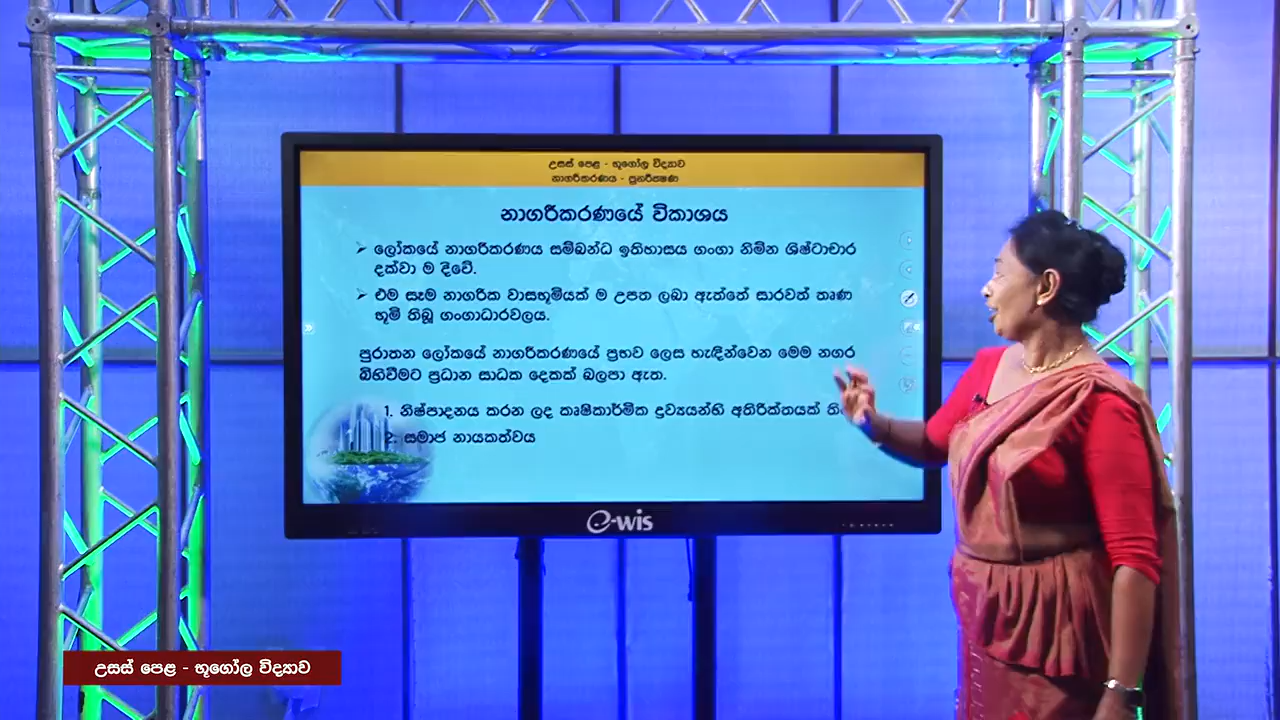 උසස් පෙළ - භූගෝල විද්‍යාව
නාගරීකරණය - පුනරීක්ෂණ
නාගරීකරණයේ විකාශය
ලෝකයේ නාගරිකරණය සම්බන්ධ ඉතිහාසය ගංගා නිම්න ශිෂ්ටාචාර
දක්වා ම දිවේ.
එම සෑම නාගරික වාසභූමියක් ම උපත ලබා ඇත්තේ සාරවත් තෘණ
භූමි තිබූ ගංගාධාරවලය.
පුරාතන ලෝකයේ නාගරීකරණයේ ප්‍රභව ලෙස හැඳින්වෙන මෙම නගර
බිහිවීමට ප්‍රධාන සාධක දෙකක් බලපා ඇත.
1. නිෂ්පාදනය කරන ලද කෘෂිකාර්මික ද්‍රව්‍යයන්හි අතිරික්තයක්
2. සමාජ නායකත්වය
e-wis
උසස් පෙළ - භූගෝල විද්‍යාව